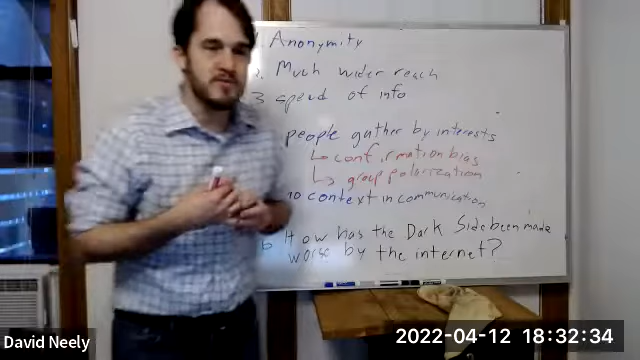 Anonymity
2. Much wider reach
3 speed of info
people gather by interests
↳ confirmation bias
↳ group polarization
no context in communication
How has the Dark Side been made
worse by the internet?
David Neely
2022-04-12 18:32:34